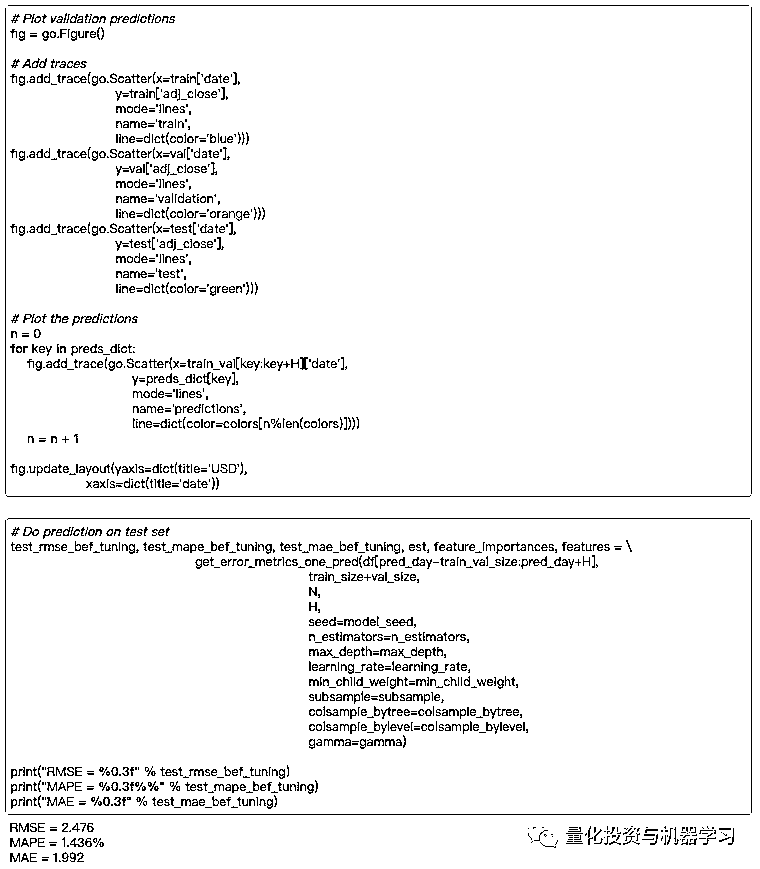 # Plot validation predictions
fig = go.Figure()
# Add traces
fig.add_trace(go.Scatter(x=train['date'],
y=train['adj_close'],
mode='lines',
name='train',
line=dict(color='blue')))
fig.add_trace(go.Scatter(x=val['date'],
y=val['adj_close'],
mode='lines',
name='validation',
line=dict(color='orange')))
fig.add_trace(go.Scatter(x=test['date'],
y=test['adj_close'],
mode='lines',
name='test',
line=dict(color='green')))
# Plot the predictions
n = 0
for key in preds_dict:
fig.add_trace(go.Scatter(x=train_val[key:key+H]['date'],
y=preds_dict[key],
mode='lines',
name='predictions',
line=dict(color=colors[n%len(colors)])))
n = n + 1
fig.update_layout(yaxis=dict(title='USD'),
xaxis=dict(title='date'))
# Do prediction on test set
test_rmse_bef_tuning, test_mape_bef_tuning, test_mae_bef_tuning, est, feature_importances, features = \
get_error_metrics_one_pred(df[pred_day-train_val_size:pred_day+H],
train_size+val_size,
N,
H,
seed=model_seed,
n_estimators=n_estimators,
max_depth=max_depth,
learning_rate=learning_rate,
min_child_weight=min_child_weight,
subsample=subsample,
colsample_bytree=colsample_bytree,
colsample_bylevel=colsample_bylevel,
gamma=gamma)
print("RMSE = %0.3f" % test_rmse_bef_tuning)
print("MAPE = %0.3f%%" % test_mape_bef_tuning)
print("MAE = %0.3f" % test_mae_bef_tuning)
RMSE = 2.476
MAPE = 1.436%
MAE = 1.992
量化投资与机器学习